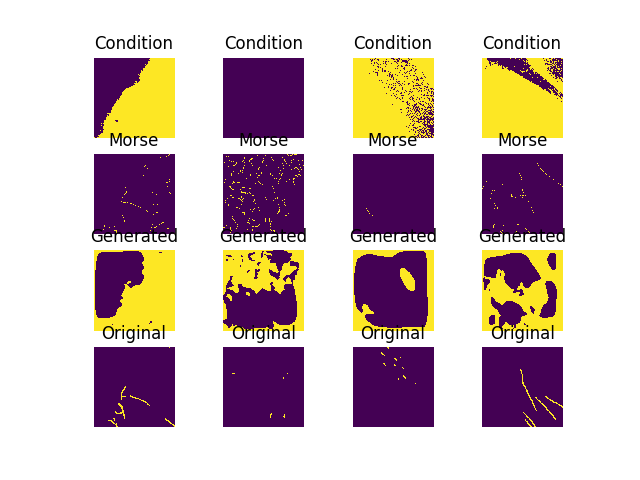 Condition Condition Condition Condition
Morse Morse Morse Morse
Generated Generated Generated Generated
Original Original Original Original